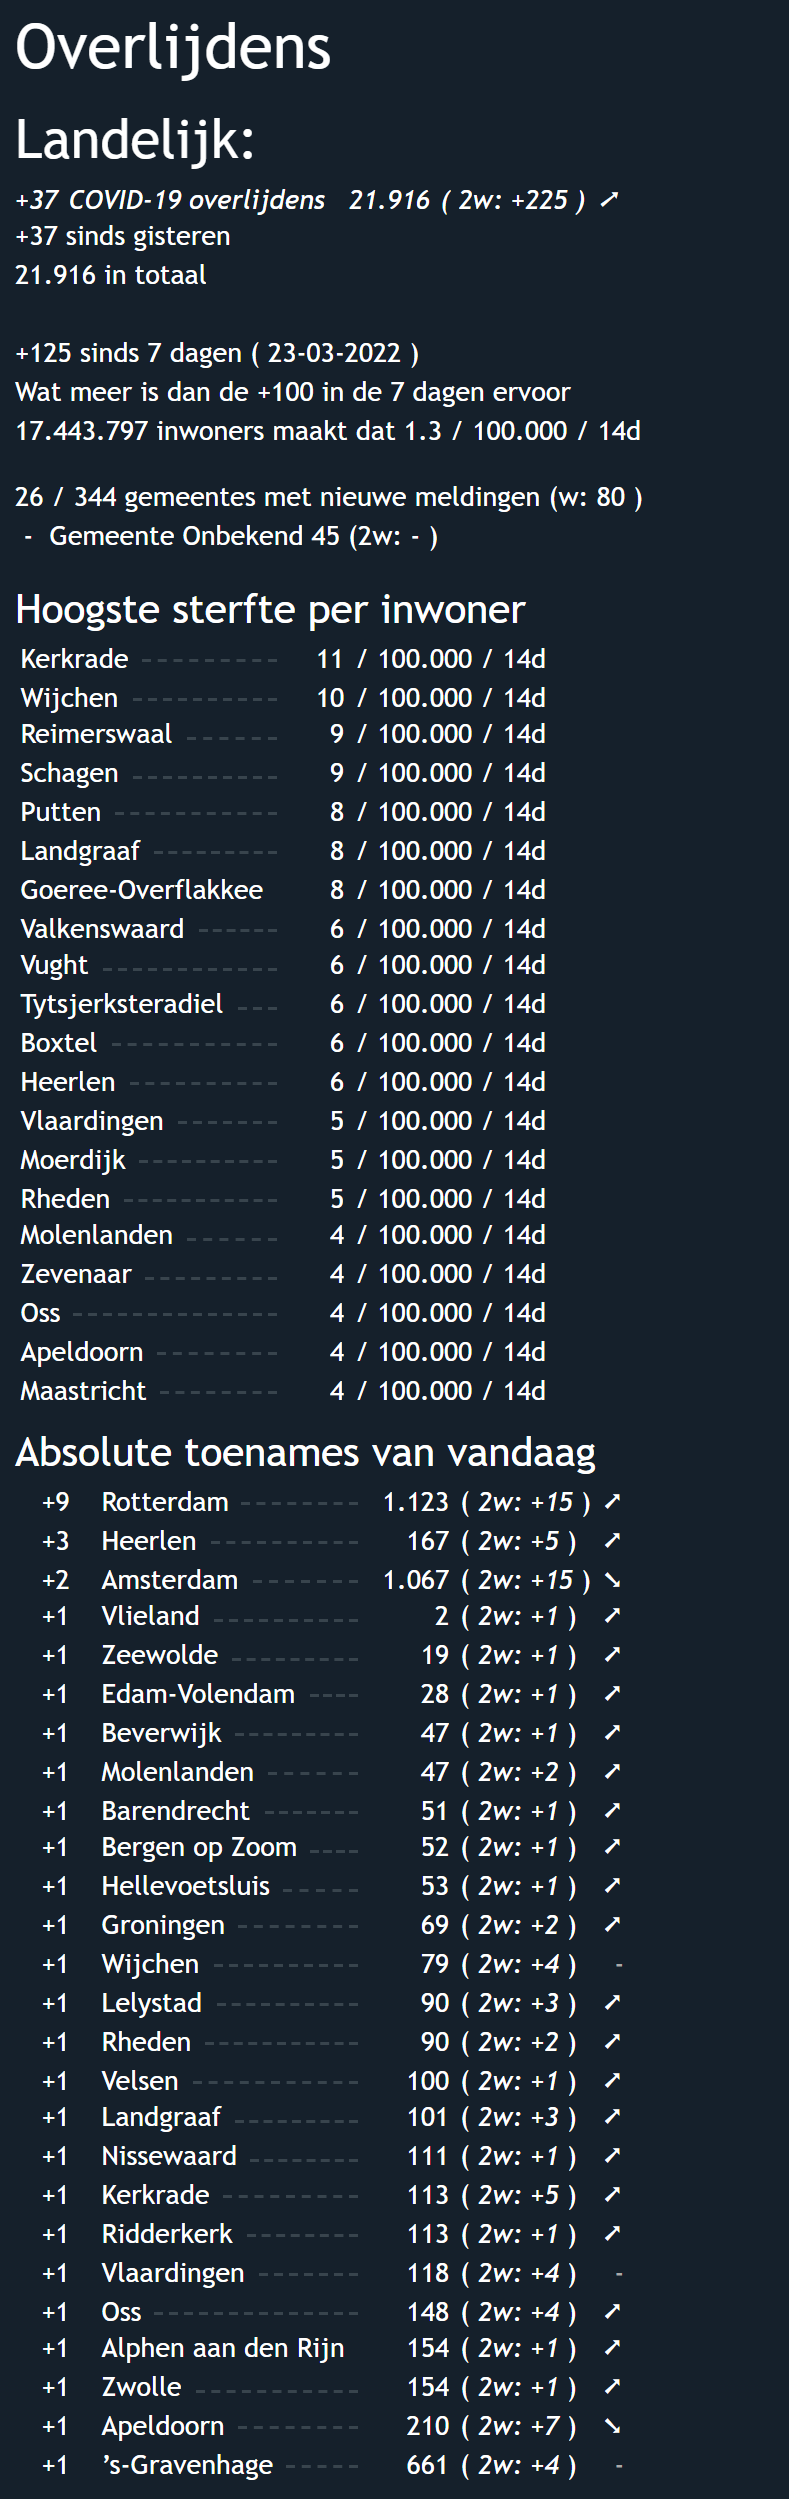 Overlijdens
Landelijk:
+37 COVID-19 overlijdens 21.916 ( 2w: +225 ) ➚
+37 sinds gisteren
21.916 in totaal
+125 sinds 7 dagen ( 23-03-2022 )
Wat meer is dan de +100 in de 7 dagen ervoor
17.443.797 inwoners maakt dat 1.3 / 100.000 / 14d
26 / 344 gemeentes met nieuwe meldingen (w: 80 )
- Gemeente Onbekend 45 (2w: - )
Hoogste sterfte per inwoner
Kerkrade --------- 11 / 100.000 / 14d
Wijchen ---------- 10 / 100.000 / 14d
Reimerswaal ------ 9 / 100.000 / 14d
Schagen ---------- 9 / 100.000 / 14d
Putten ----------- 8 / 100.000 / 14d
Landgraaf -------- 8 / 100.000 / 14d
Goeree-Overflakkee 8 / 100.000 / 14d
Valkenswaard ------ 6 / 100.000 / 14d
Vught ------------ 6 / 100.000 / 14d
Tytsjerksteradiel --- 6 / 100.000 / 14d
Boxtel ----------- 6 / 100.000 / 14d
Heerlen ---------- 6 / 100.000 / 14d
Vlaardingen ------- 5 / 100.000 / 14d
Moerdijk --------- 5 / 100.000 / 14d
Rheden ---------- 5 / 100.000 / 14d
Molenlanden ------ 4 / 100.000 / 14d
Zevenaar --------- 4 / 100.000 / 14d
Oss -------------- 4 / 100.000 / 14d
Apeldoorn -------- 4 / 100.000 / 14d
Maastricht -------- 4 / 100.000 / 14d
Absolute toenames van vandaag
+9 Rotterdam -------- 1.123 ( 2w: +15 ) ➚
+3 Heerlen ---------- 167 ( 2w: +5 ) ➚
+2 Amsterdam ------- 1.067 ( 2w: +15 ) ➘
+1 Vlieland ---------- 2 ( 2w: +1 ) ➚
+1 Zeewolde --------- 19 ( 2w: +1 ) ➚
+1 Edam-Volendam ---- 28 ( 2w: +1 ) ➚
+1 Beverwijk --------- 47 ( 2w: +1 ) ➚
+1 Molenlanden ------ 47 ( 2w: +2 ) ➚
+1 Barendrecht ------- 51 ( 2w: +1 ) ➚
+1 Bergen op Zoom ---- 52 ( 2w: +1 ) ➚
+1 Hellevoetsluis ----- 53 ( 2w: +1 ) ➚
+1 Groningen -------- 69 ( 2w: +2 ) ➚
+1 Wijchen ---------- 79 ( 2w: +4 ) -
+1 Lelystad ---------- 90 ( 2w: +3 ) ➚
+1 Rheden ---------- 90 ( 2w: +2 ) ➚
+1 Velsen ----------- 100 ( 2w: +1 ) ➚
+1 Landgraaf -------- 101 ( 2w: +3 ) ➚
+1 Nissewaard ------- 111 ( 2w: +1 ) ➚
+1 Kerkrade --------- 113 ( 2w: +5 ) ➚
+1 Ridderkerk -------- 113 ( 2w: +1 ) ➚
+1 Vlaardingen ------- 118 ( 2w: +4 ) -
+1 Oss -------------- 148 ( 2w: +4 ) ➚
+1 Alphen aan den Rijn 154 ( 2w: +1 ) ➚
+1 Zwolle ----------- 154 ( 2w: +1 ) ➚
+1 Apeldoorn -------- 210 ( 2w: +7 ) ➘
+1 ’s-Gravenhage ----- 661 ( 2w: +4 ) -